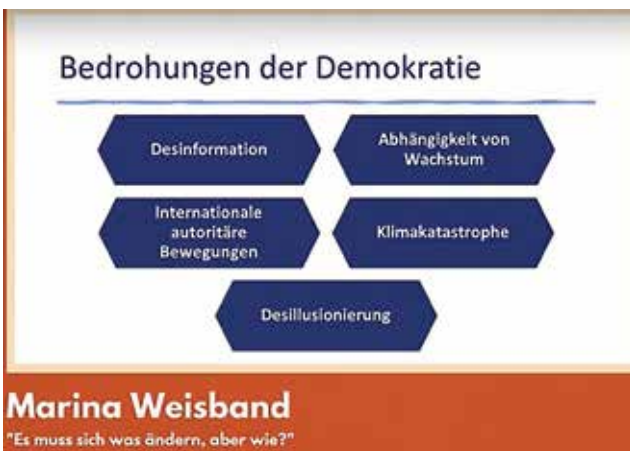 Bedrohungen der Demokratie
Desinformation
Abhängigkeit von
Wachstum
Internationale
autoritäre
Bewegungen
Klimakatastrophe
Desillusionierung
Marina Weisband
"Es muss sich was ändern, aber wie?"